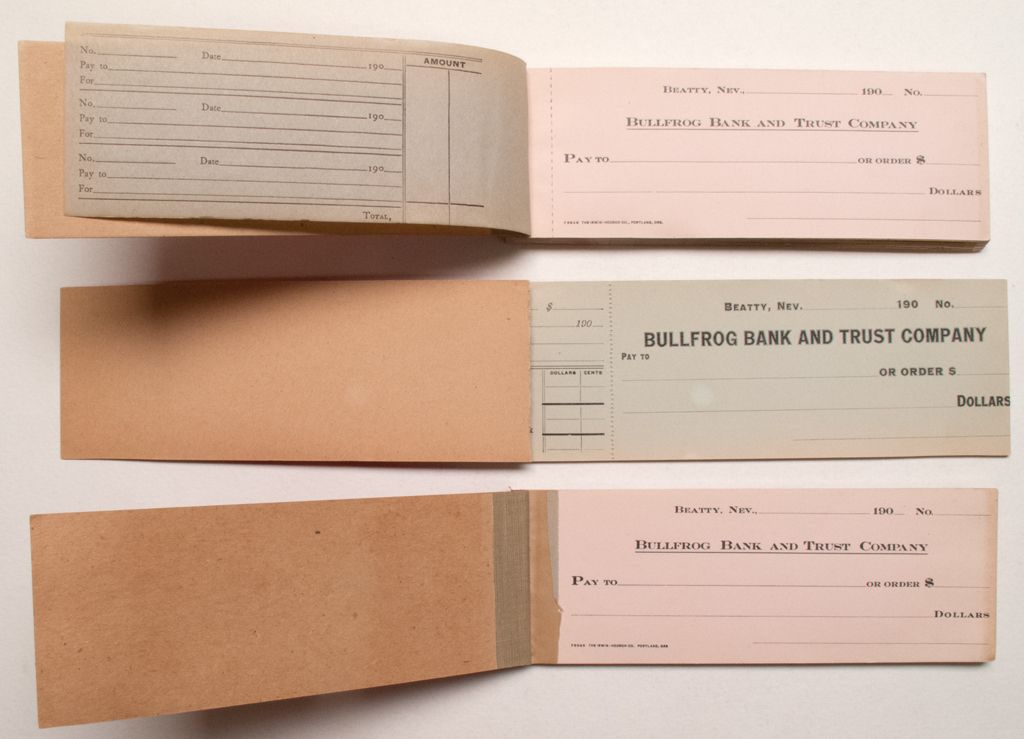 No. Date 190
Pay to
For
No. Date 190
Pay to
For
No. Date 190
Pay to
For
Total,
AMOUNT
Beatty, Nev., 190 No.
Bullfrog Bank and Trust Company
Pay to or order $
Dollars
$
190
DOLLARS CENTS
Beatty, Nev. 190 No.
BULLFROG BANK AND TRUST COMPANY
Pay to
OR ORDER $
Dollars
Beatty, Nev., 190 No.
Bullfrog Bank and Trust Company
Pay to or order $
Dollars